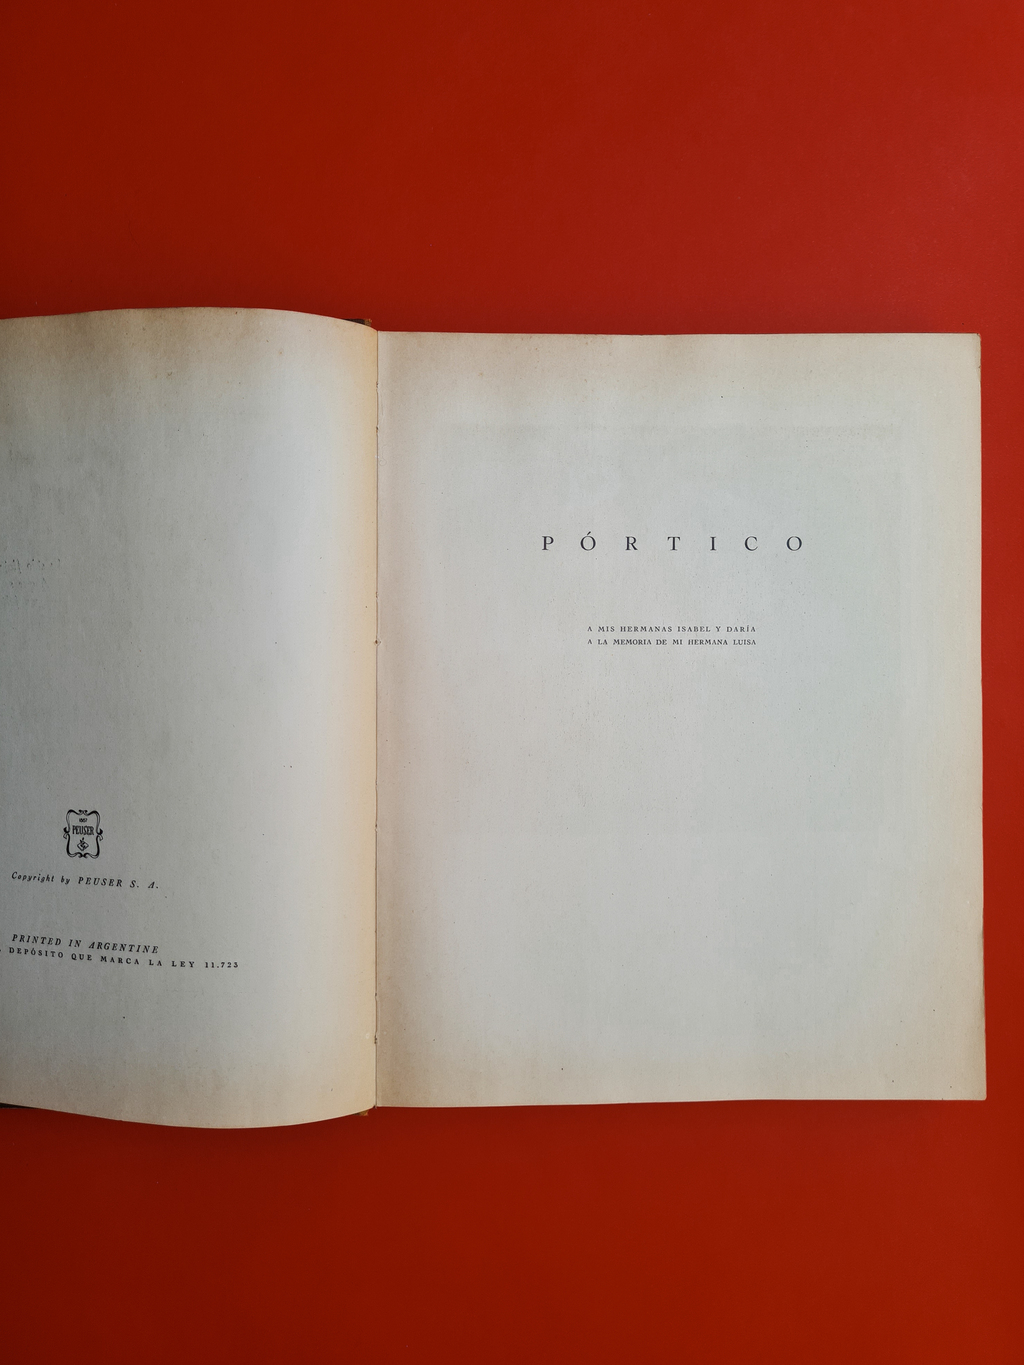 PEUSER
Copyright by PEUSER S. A.
PRINTED IN ARGENTINE
DEPÓSITO QUE MARCA LA LEY 11.723
PÓRTICO
A MIS HERMANAS ISABEL Y DARÍA
A LA MEMORIA DE MI HERMANA LUISA